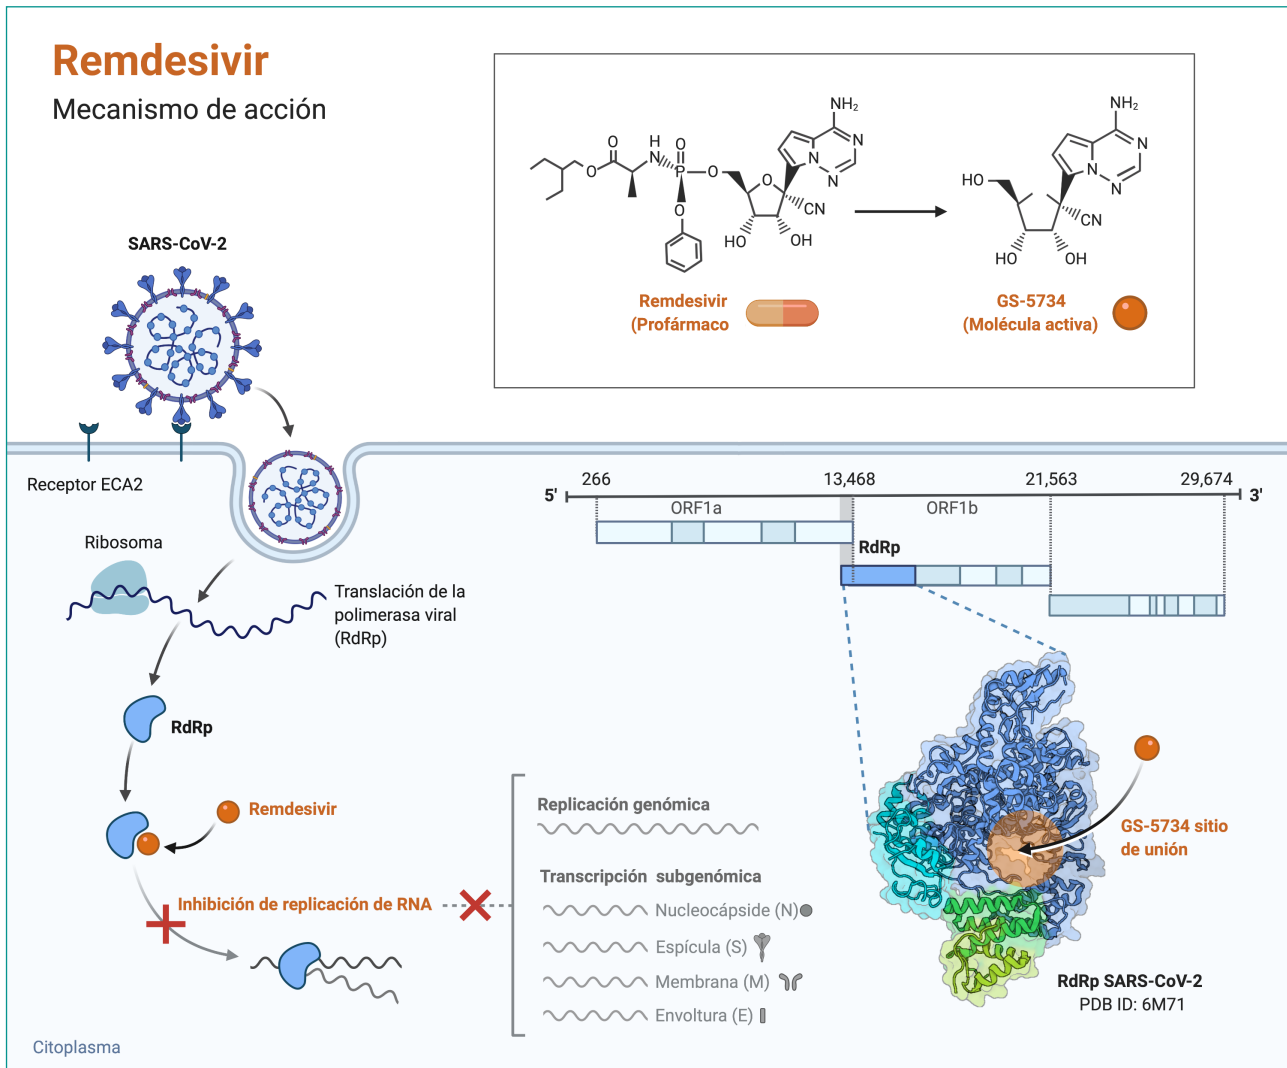 Remdesivir
Mecanismo de acción
NH₂
N
N
N
O
O
H
N
O
P
O
O
O
CN
HO
OH
NH₂
N
N
N
HO
CN
HO
OH
Remdesivir
(Profármaco
GS-5734
(Molécula activa)
SARS-CoV-2
Receptor ECA2
Ribosoma
Translación de la
polimerasa viral
(RdRp)
RdRp
Remdesivir
Inhibición de replicación de RNA
Citoplasma
266
13,468
21,563
29,674
5'
3'
ORF1a
ORF1b
RdRp
Replicación genómica
Transcripción subgenómica
Nucleocápside (N)
Espícula (S)
Membrana (M)
Envoltura (E)
GS-5734 sitio
de unión
RdRp SARS-CoV-2
PDB ID: 6M71